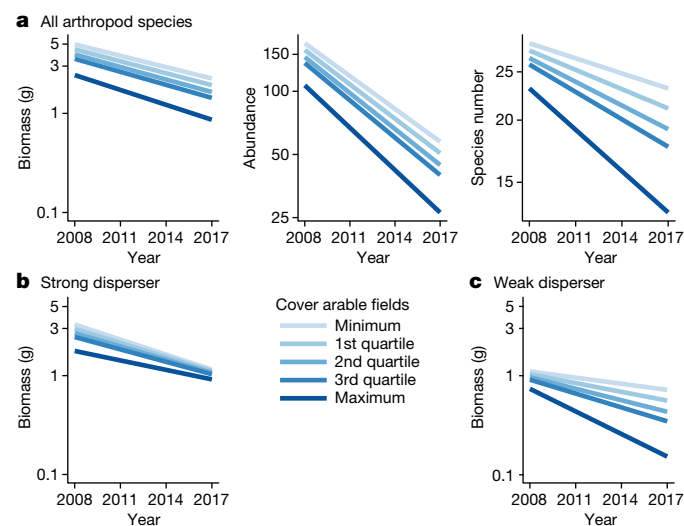 a All arthropod species
Biomass (g)
5
3
1
0.1
2008 2011 2014 2017
Year
Abundance
150
100
50
25
2008 2011 2014 2017
Year
Species number
25
20
15
2008 2011 2014 2017
Year
b Strong disperser
Biomass (g)
5
3
1
0.1
2008 2011 2014 2017
Year
Cover arable fields
Minimum
1st quartile
2nd quartile
3rd quartile
Maximum
c Weak disperser
Biomass (g)
5
3
1
0.1
2008 2011 2014 2017
Year